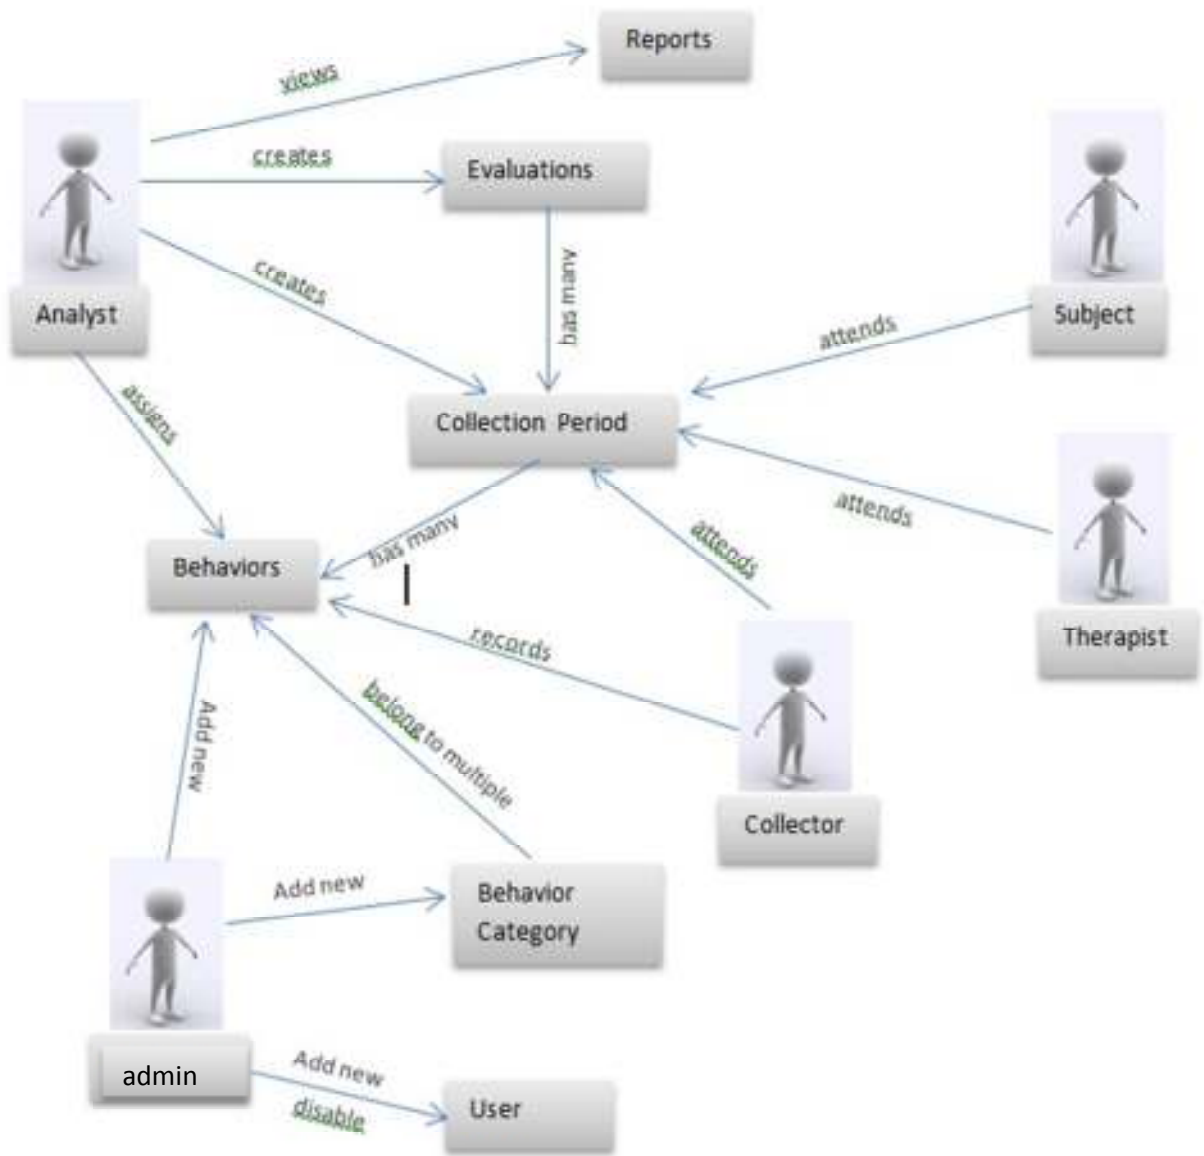 Reports
views
creates
Evaluations
creates
has many
Analyst
Subject
attends
assigns
Collection Period
attends
has many
attends
Behaviors
records
Therapist
Add new
belong to multiple
Collector
Add new
Behavior
Category
admin
Add new
disable
User